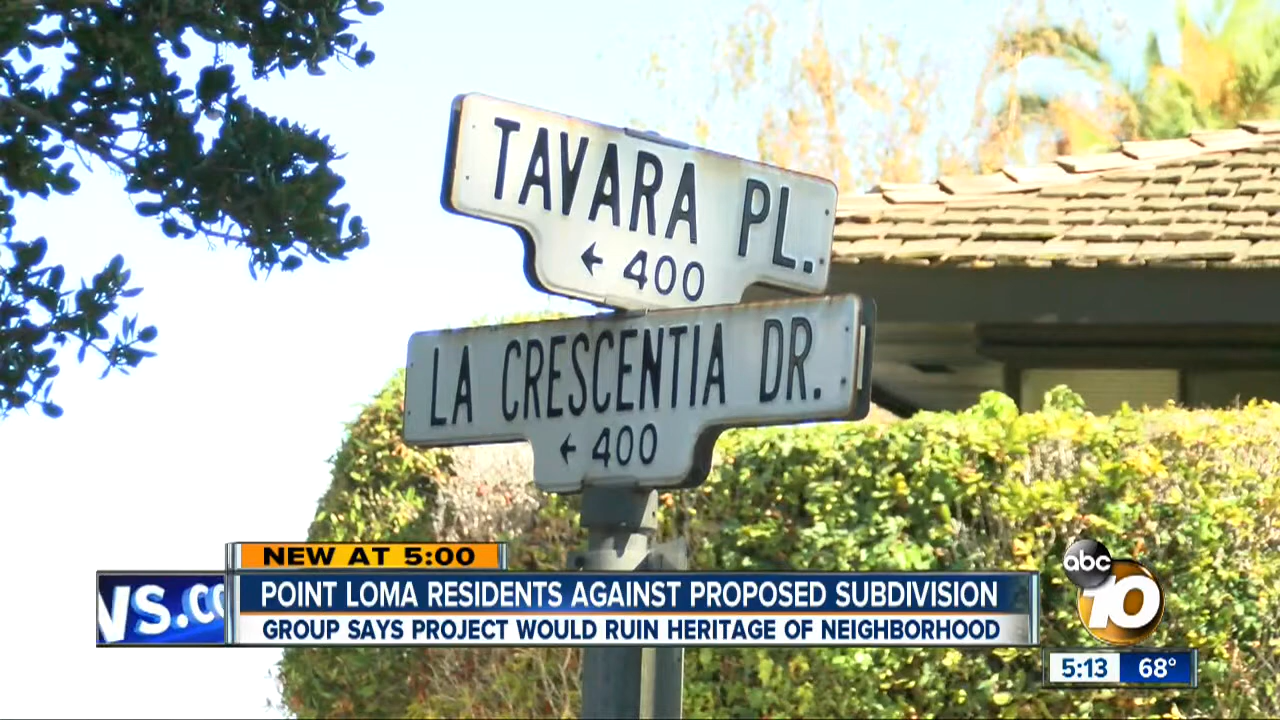 TAVARA PL.
← 400
LA CRESCENTIA DR.
← 400
NEW AT 5:00
VS.CO
POINT LOMA RESIDENTS AGAINST PROPOSED SUBDIVISION
GROUP SAYS PROJECT WOULD RUIN HERITAGE OF NEIGHBORHOOD
abc
10
5:13 68°